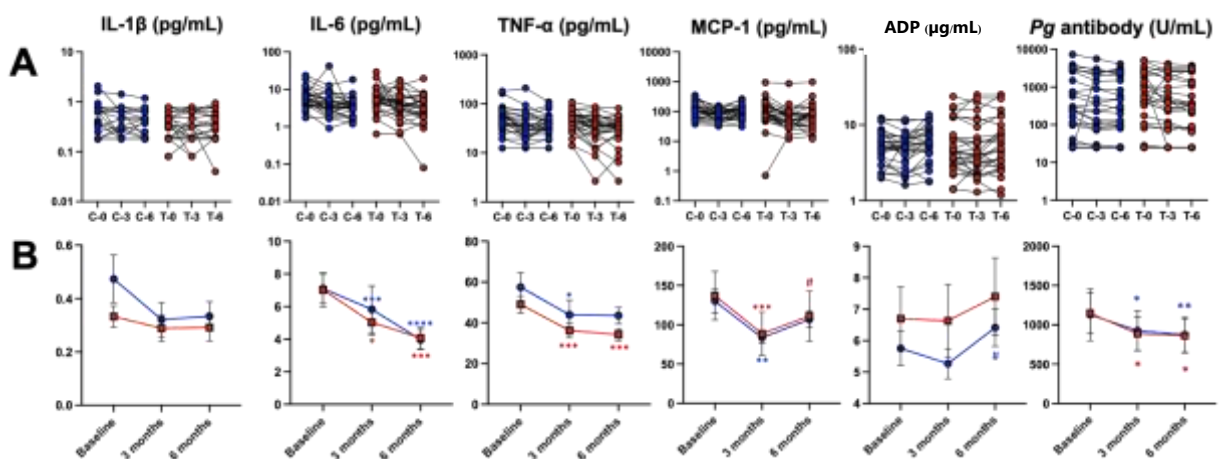 IL-1β (pg/mL) IL-6 (pg/mL) TNF-α (pg/mL) MCP-1 (pg/mL) ADP (μg/mL) Pg antibody (U/mL)
A
10 1 0.1 0.01
C-0 C-3 C-6 T-0 T-3 T-6
100 10 1 0.1 0.01
C-0 C-3 C-6 T-0 T-3 T-6
1000 100 10 1
C-0 C-3 C-6 T-0 T-3 T-6
10000 1000 100 10 1 0.1
C-0 C-3 C-6 T-0 T-3 T-6
100 10 1
C-0 C-3 C-6 T-0 T-3 T-6
10000 1000 100 10 1
C-0 C-3 C-6 T-0 T-3 T-6
B
0.6 0.4 0.2 0.0
Baseline 3 months 6 months
8 6 4 2 0
*** **** * ***
Baseline 3 months 6 months
80 60 40 20 0
* *** ***
Baseline 3 months 6 months
200 150 100 50 0
*** # **
Baseline 3 months 6 months
9 8 7 6 5 4
#
Baseline 3 months 6 months
2000 1500 1000 500 0
* ** * *
Baseline 3 months 6 months